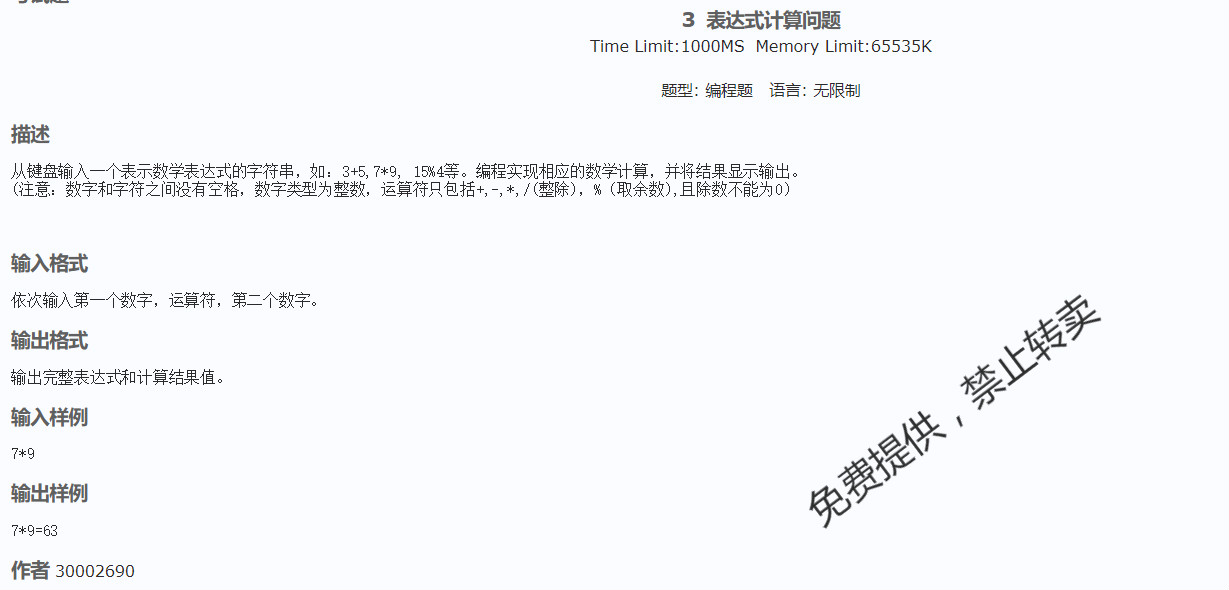 3 表达式计算问题
Time Limit:1000MS Memory Limit:65535K
题型: 编程题 语言: 无限制
描述
从键盘输入一个表示数学表达式的字符串，如：3+5,7*9, 15%4等。编程实现相应的数学计算，并将结果显示输出。
(注意：数字和字符之间没有空格，数字类型为整数，运算符只包括+,-,*,/(整除)，%（取余数),且除数不能为0)
输入格式
依次输入第一个数字，运算符，第二个数字。
输出格式
输出完整表达式和计算结果值。
输入样例
7*9
输出样例
7*9=63
作者 30002690
免费提供，禁止转卖